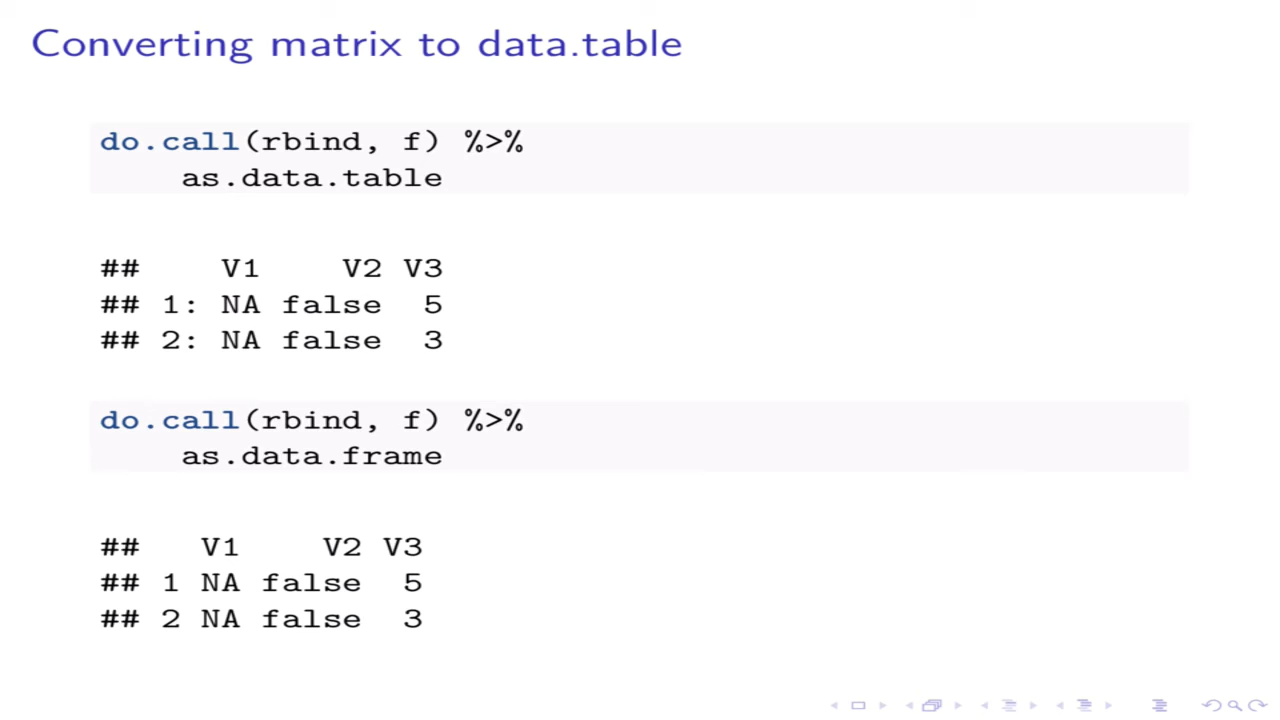 Converting matrix to data.table
do.call(rbind, f) %>%
     as.data.table
##    V1    V2 V3
## 1: NA false  5
## 2: NA false  3
do.call(rbind, f) %>%
     as.data.frame
##   V1    V2 V3
## 1 NA false  5
## 2 NA false  3